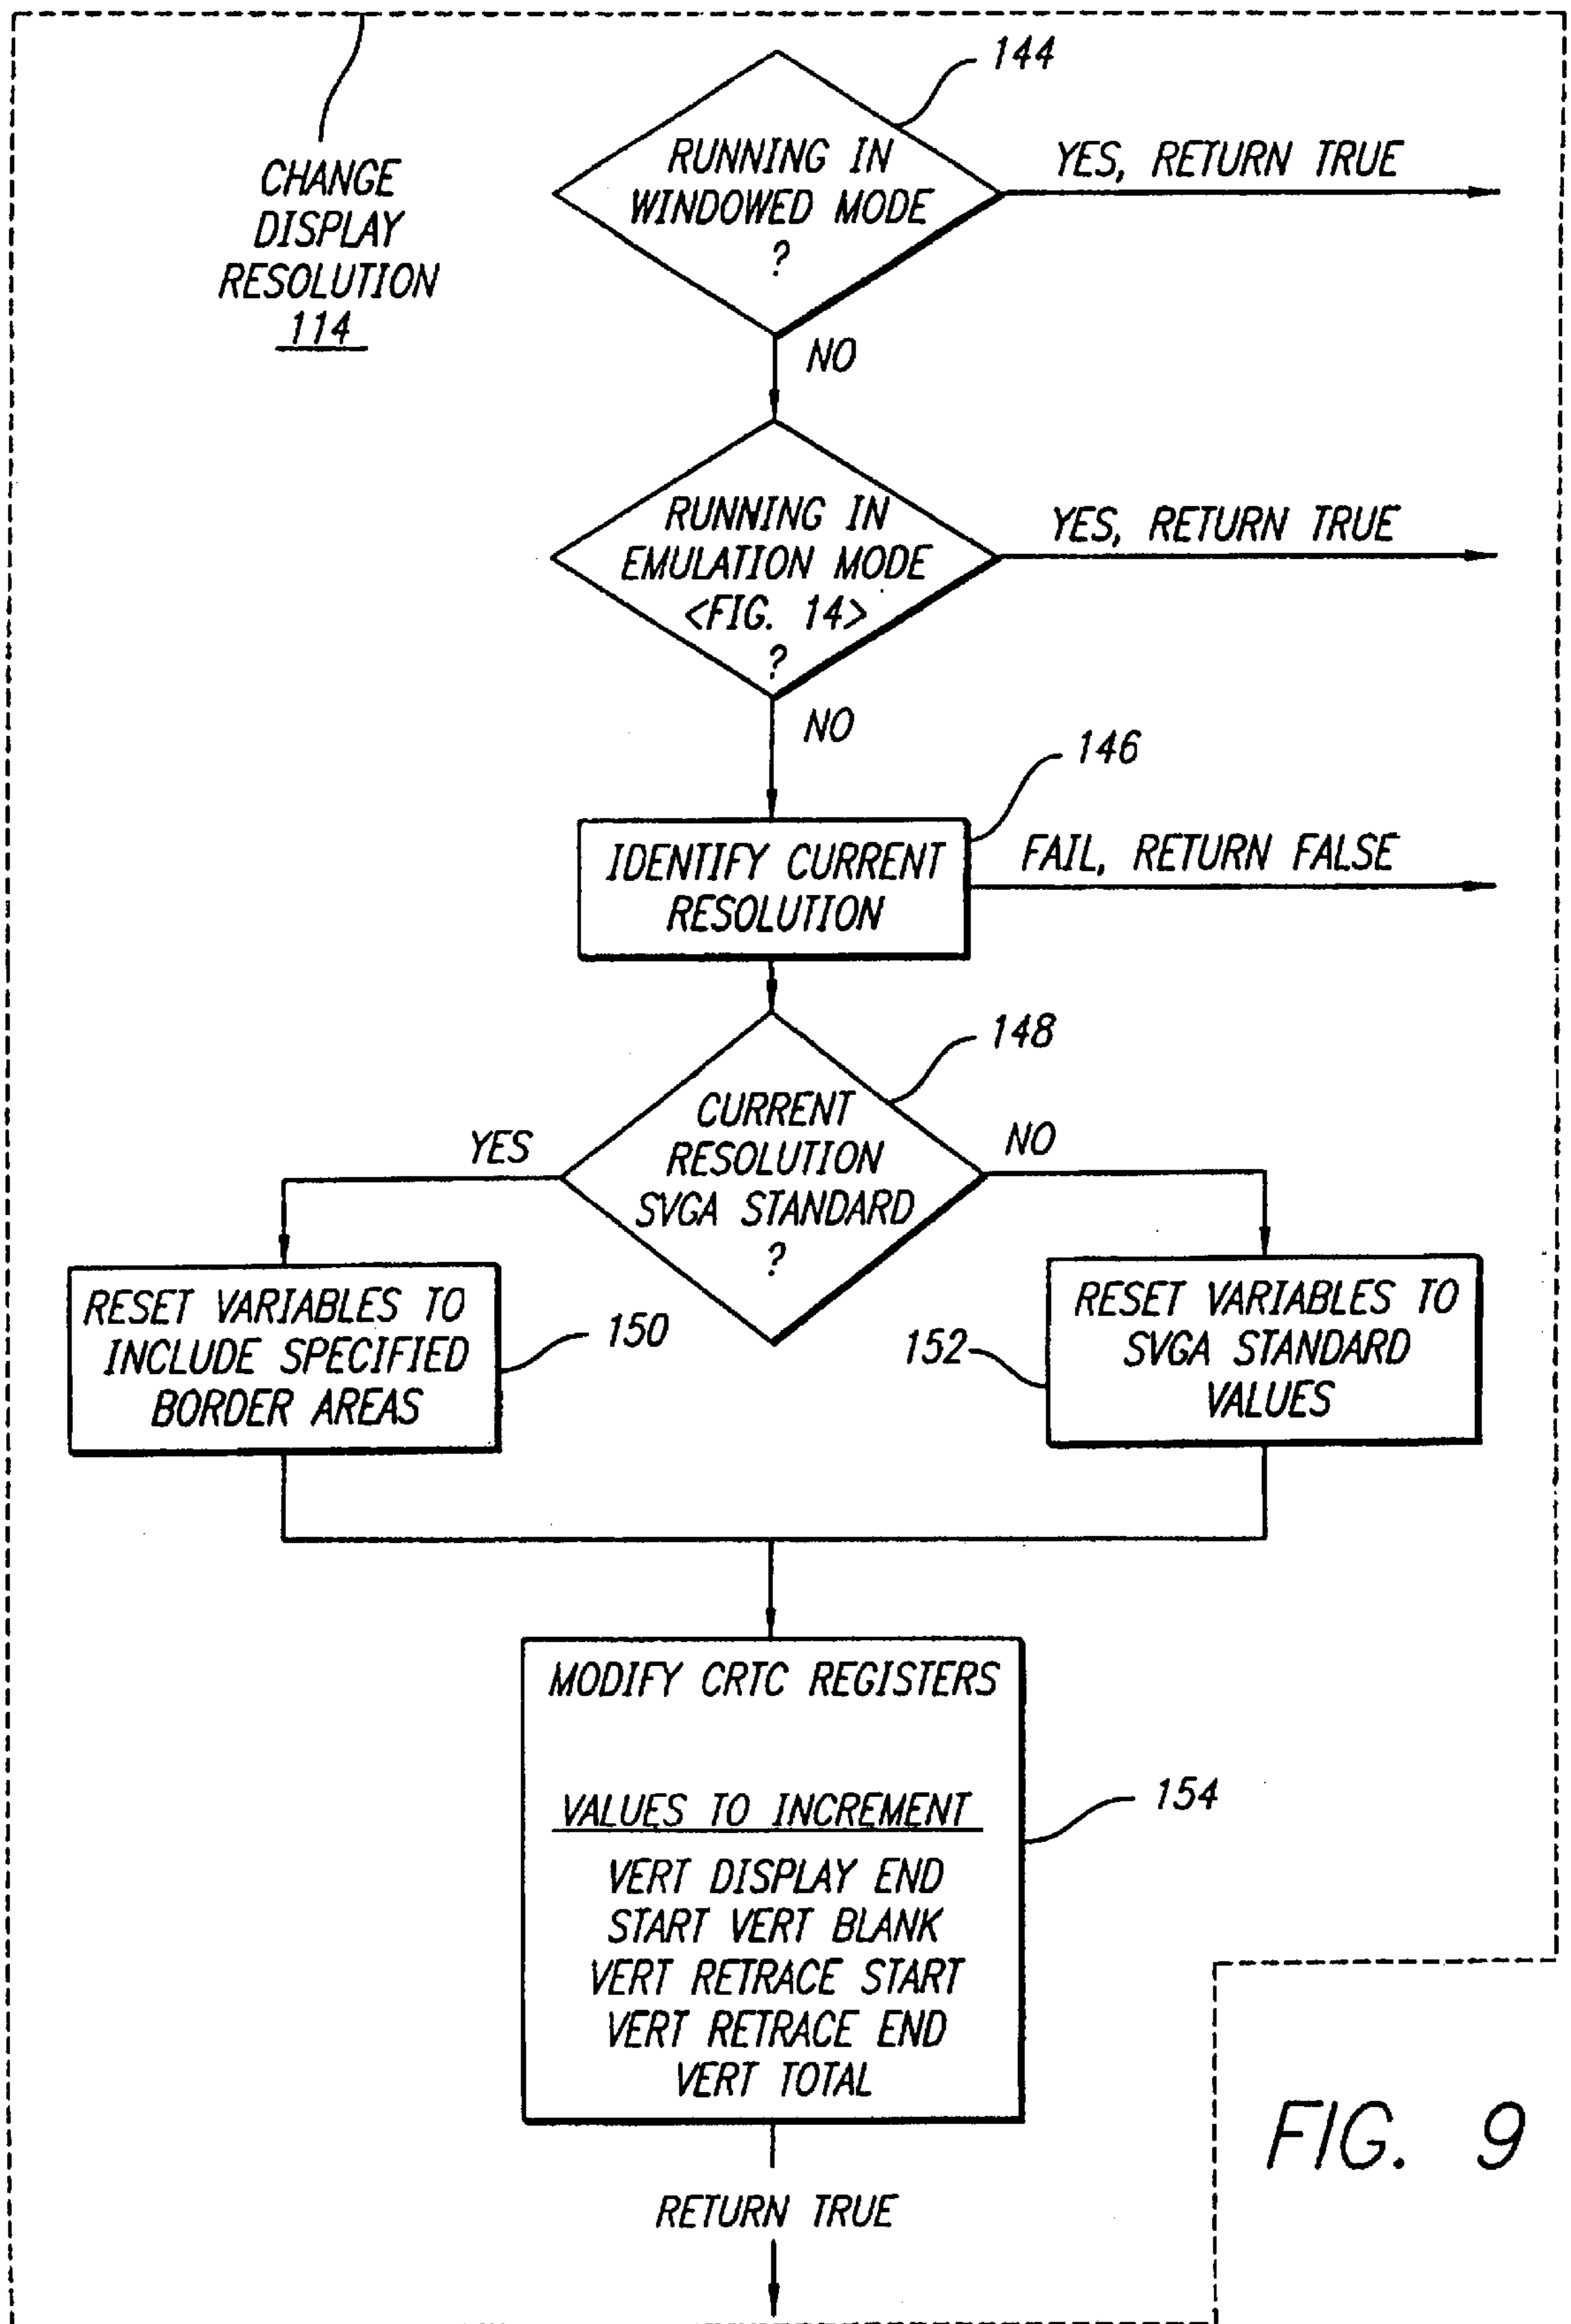 144
RUNNING IN
WINDOWED MODE
?
YES, RETURN TRUE
CHANGE
DISPLAY
RESOLUTION
114
NO
RUNNING IN
EMULATION MODE
<FIG. 14>
?
YES, RETURN TRUE
NO
146
IDENTIFY CURRENT
RESOLUTION
FAIL, RETURN FALSE
148
CURRENT
RESOLUTION
SVGA STANDARD
?
YES
NO
RESET VARIABLES TO
INCLUDE SPECIFIED
BORDER AREAS
150
152
RESET VARIABLES TO
SVGA STANDARD
VALUES
MODIFY CRTC REGISTERS
VALUES TO INCREMENT
VERT DISPLAY END
START VERT BLANK
VERT RETRACE START
VERT RETRACE END
VERT TOTAL
154
RETURN TRUE
FIG. 9